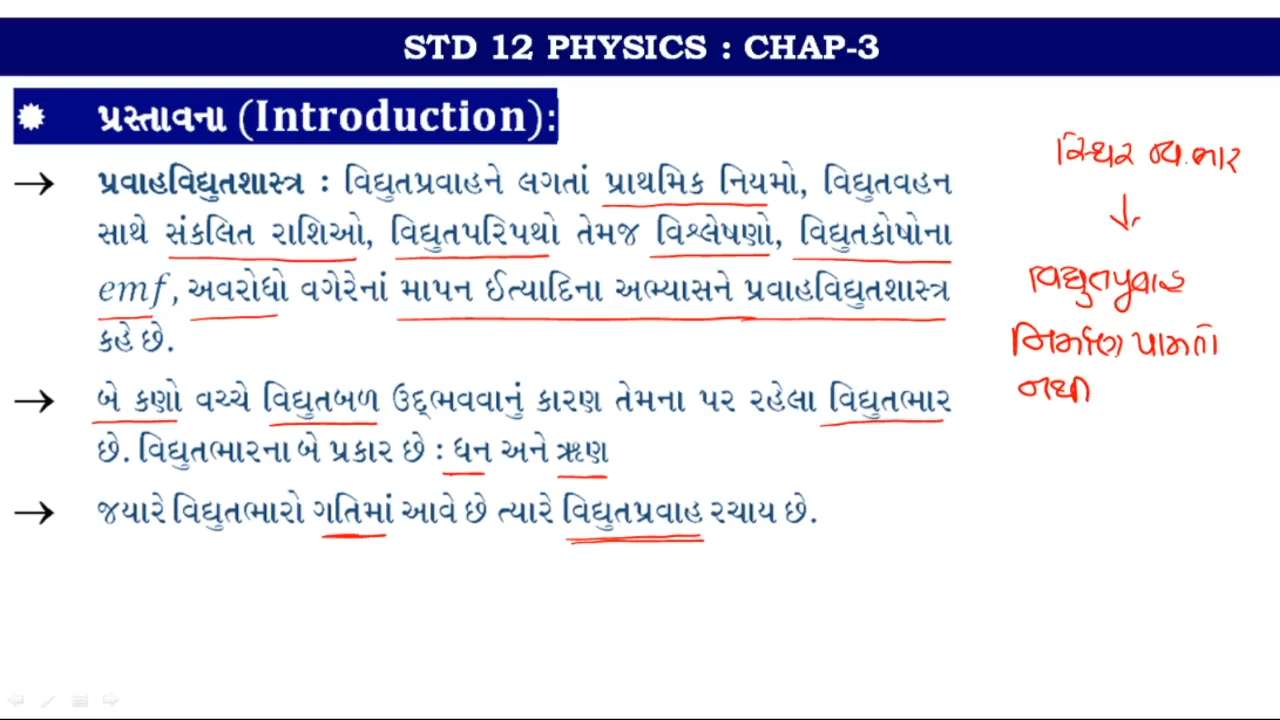 STD 12 PHYSICS : CHAP-3
પ્રસ્તાવના (Introduction):
→ પ્રવાહવિદ્યુતશાસ્ત્ર : વિદ્યુતપ્રવાહને લગતાં પ્રાથમિક નિયમો, વિદ્યુતવહન
સાથે સંકલિત રાશિઓ, વિદ્યુતપરિપથો તેમજ વિશ્લેષણો, વિદ્યુતકોષોના
emf, અવરોધો વગેરેનાં માપન ઈત્યાદિના અભ્યાસને પ્રવાહવિદ્યુતશાસ્ત્ર
કહે છે.
→ બે કણો વચ્ચે વિદ્યુતબળ ઉદ્ભવવાનું કારણ તેમના પર રહેલા વિદ્યુતભાર
છે. વિદ્યુતભારના બે પ્રકાર છે : ધન અને ઋણ
→ જયારે વિદ્યુતભારો ગતિમાં આવે છે ત્યારે વિદ્યુતપ્રવાહ રચાય છે.
સ્થિર વિ.ભાર
↓
વિદ્યુતપ્રવાહ
નિર્માણ પામતો
નથી